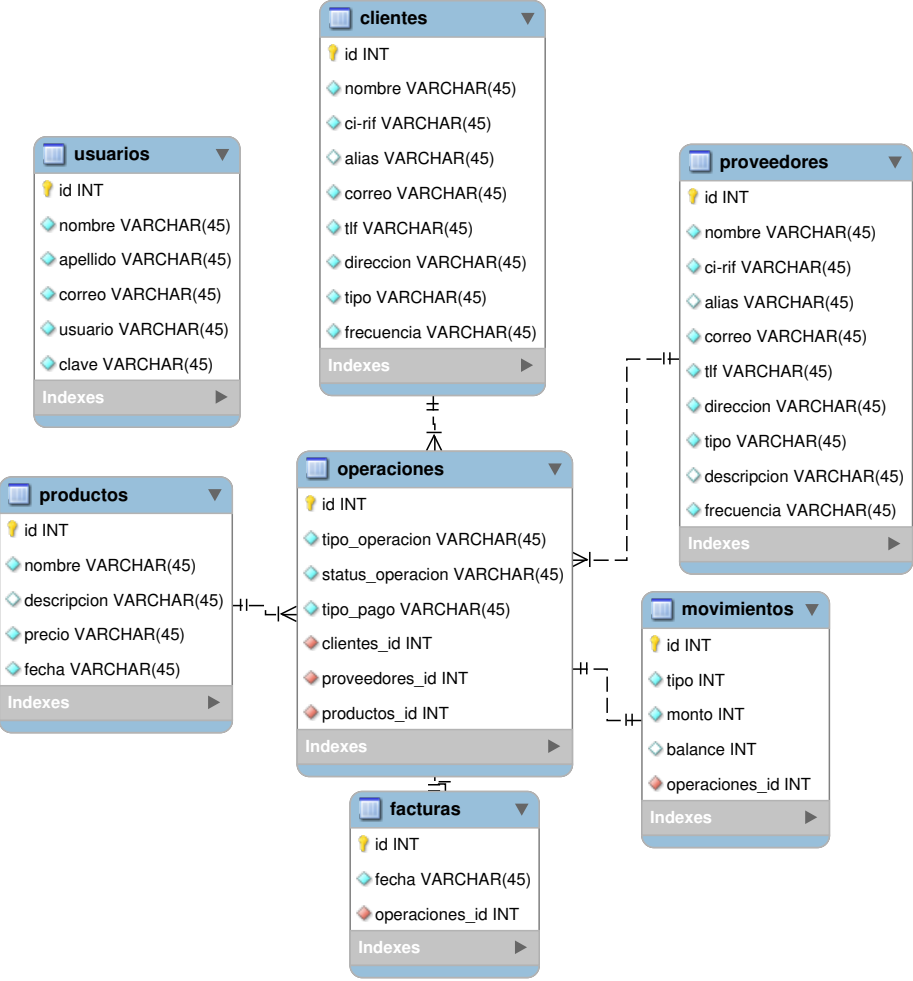 clientes
id INT
nombre VARCHAR(45)
ci-rif VARCHAR(45)
alias VARCHAR(45)
correo VARCHAR(45)
tlf VARCHAR(45)
direccion VARCHAR(45)
tipo VARCHAR(45)
frecuencia VARCHAR(45)
Indexes
usuarios
id INT
nombre VARCHAR(45)
apellido VARCHAR(45)
correo VARCHAR(45)
usuario VARCHAR(45)
clave VARCHAR(45)
Indexes
proveedores
id INT
nombre VARCHAR(45)
ci-rif VARCHAR(45)
alias VARCHAR(45)
correo VARCHAR(45)
tlf VARCHAR(45)
direccion VARCHAR(45)
tipo VARCHAR(45)
descripcion VARCHAR(45)
frecuencia VARCHAR(45)
Indexes
operaciones
id INT
tipo_operacion VARCHAR(45)
status_operacion VARCHAR(45)
tipo_pago VARCHAR(45)
clientes_id INT
proveedores_id INT
productos_id INT
Indexes
productos
id INT
nombre VARCHAR(45)
descripcion VARCHAR(45)
precio VARCHAR(45)
fecha VARCHAR(45)
Indexes
movimientos
id INT
tipo INT
monto INT
balance INT
operaciones_id INT
Indexes
facturas
id INT
fecha VARCHAR(45)
operaciones_id INT
Indexes